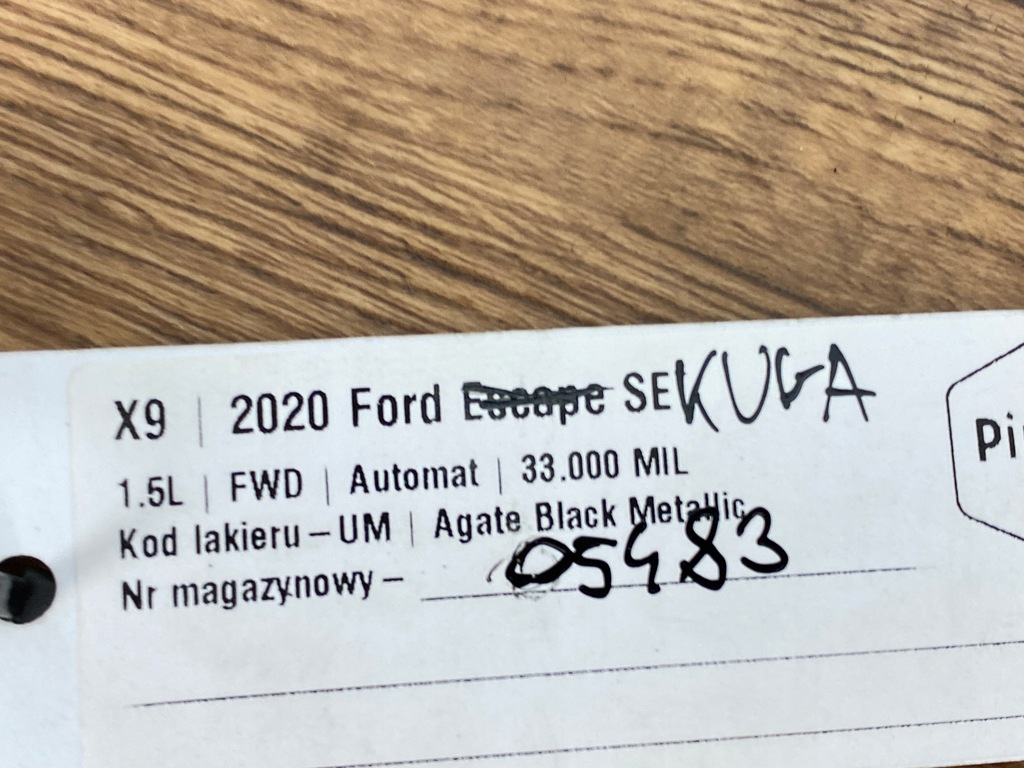 X9 | 2020 Ford Escape SE KUGA
1.5L | FWD | Automat | 33.000 MIL
Kod lakieru – UM | Agate Black Metallic
Nr magazynowy – 05483
Pi